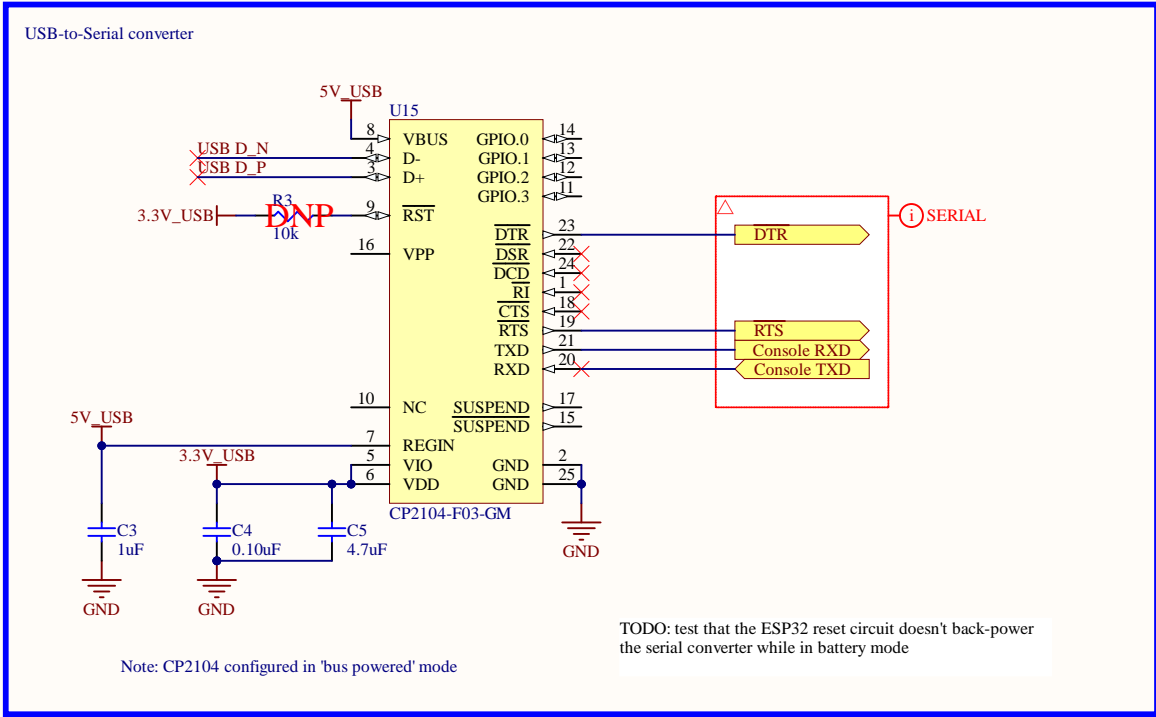 USB-to-Serial converter
5V_USB
U15
8 VBUS GPIO.0 14
USB D_N 4 D- GPIO.1 13
USB D_P 3 D+ GPIO.2 12
GPIO.3 11
R3
3.3V_USB DNP 9 RST
10k
DTR 23 DTR
SERIAL
16 VPP DSR 22
DCD 24
RI 1
CTS 18
RTS 19 RTS
TXD 21 Console RXD
RXD 20 Console TXD
10 NC SUSPEND 17
SUSPEND 15
5V_USB
7 REGIN
3.3V_USB 5 VIO GND 2
6 VDD GND 25
CP2104-F03-GM
C3
1uF
C4
0.10uF
C5
4.7uF
GND
GND
GND
TODO: test that the ESP32 reset circuit doesn't back-power
the serial converter while in battery mode
Note: CP2104 configured in 'bus powered' mode